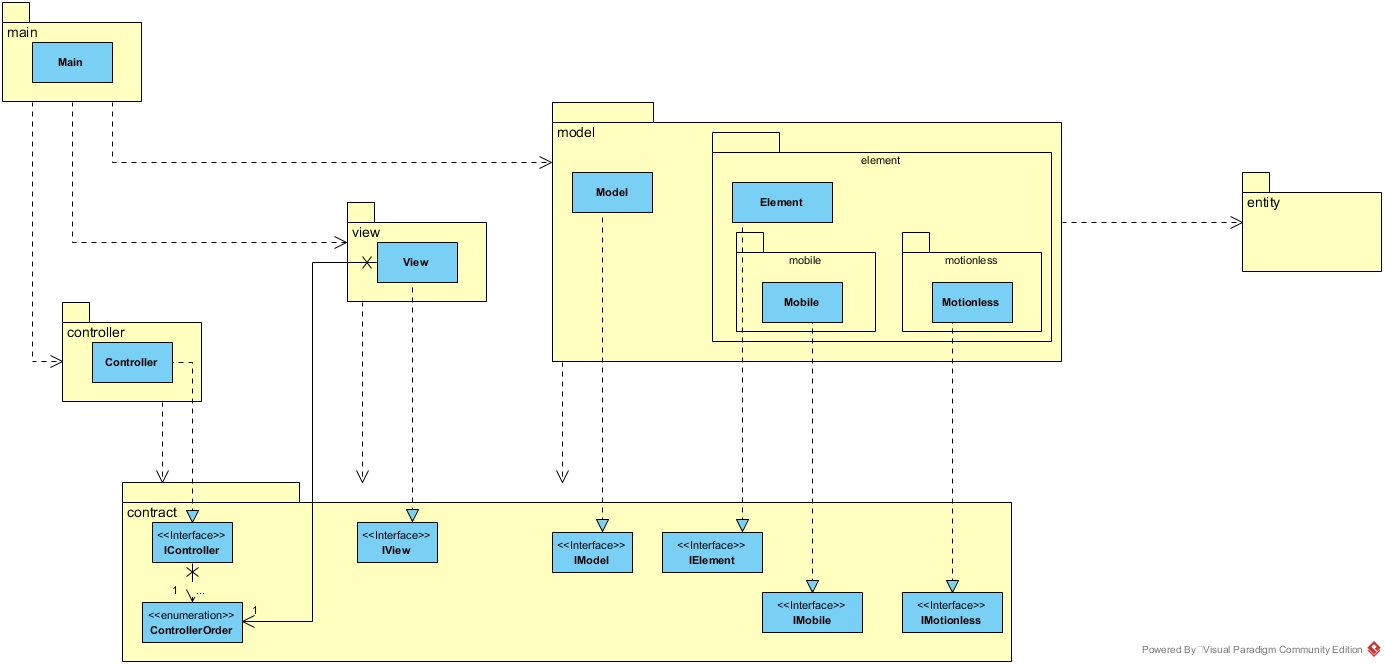 main
Main
model
element
Model
Element
entity
view
View
mobile
motionless
Mobile
Motionless
controller
Controller
contract
<<Interface>>
IController
<<Interface>>
IView
<<Interface>>
IModel
<<Interface>>
IElement
1 ...
<<enumeration>>
ControllerOrder
1
<<Interface>>
IMobile
<<Interface>>
IMotionless
Powered By Visual Paradigm Community Edition